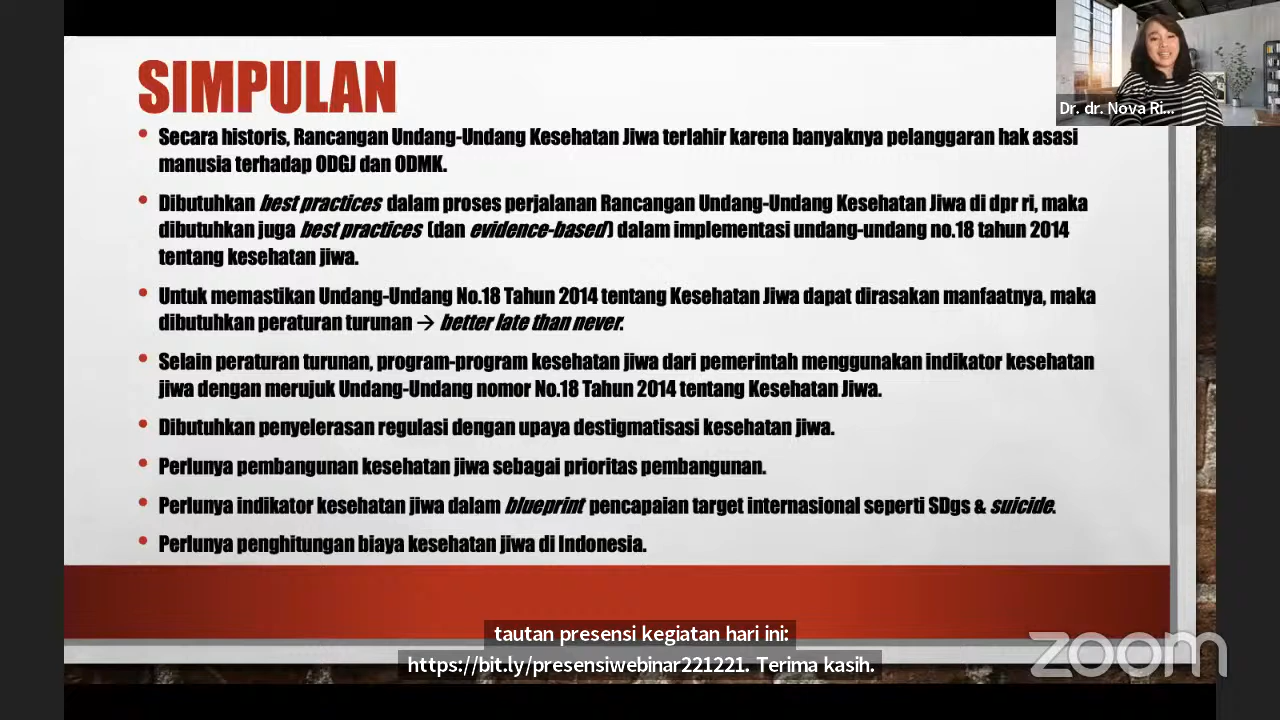 SIMPULAN
• Secara historis, Rancangan Undang-Undang Kesehatan Jiwa terlahir karena banyaknya pelanggaran hak asasi
manusia terhadap ODGJ dan ODMK.
• Dibutuhkan best practices dalam proses perjalanan Rancangan Undang-Undang Kesehatan Jiwa di dpr ri, maka
dibutuhkan juga best practices (dan evidence-based) dalam implementasi undang-undang no.18 tahun 2014
tentang kesehatan jiwa.
• Untuk memastikan Undang-Undang No.18 Tahun 2014 tentang Kesehatan Jiwa dapat dirasakan manfaatnya, maka
dibutuhkan peraturan turunan → better late than never.
• Selain peraturan turunan, program-program kesehatan jiwa dari pemerintah menggunakan indikator kesehatan
jiwa dengan merujuk Undang-Undang nomor No.18 Tahun 2014 tentang Kesehatan Jiwa.
• Dibutuhkan penyelerasan regulasi dengan upaya destigmatisasi kesehatan jiwa.
• Perlunya pembangunan kesehatan jiwa sebagai prioritas pembangunan.
• Perlunya indikator kesehatan jiwa dalam blueprint pencapaian target internasional seperti SDgs & suicide.
• Perlunya penghitungan biaya kesehatan jiwa di Indonesia.
Dr. dr. Nova Ri...
tautan presensi kegiatan hari ini:
https://bit.ly/presensiwebinar221221. Terima kasih.
zoom